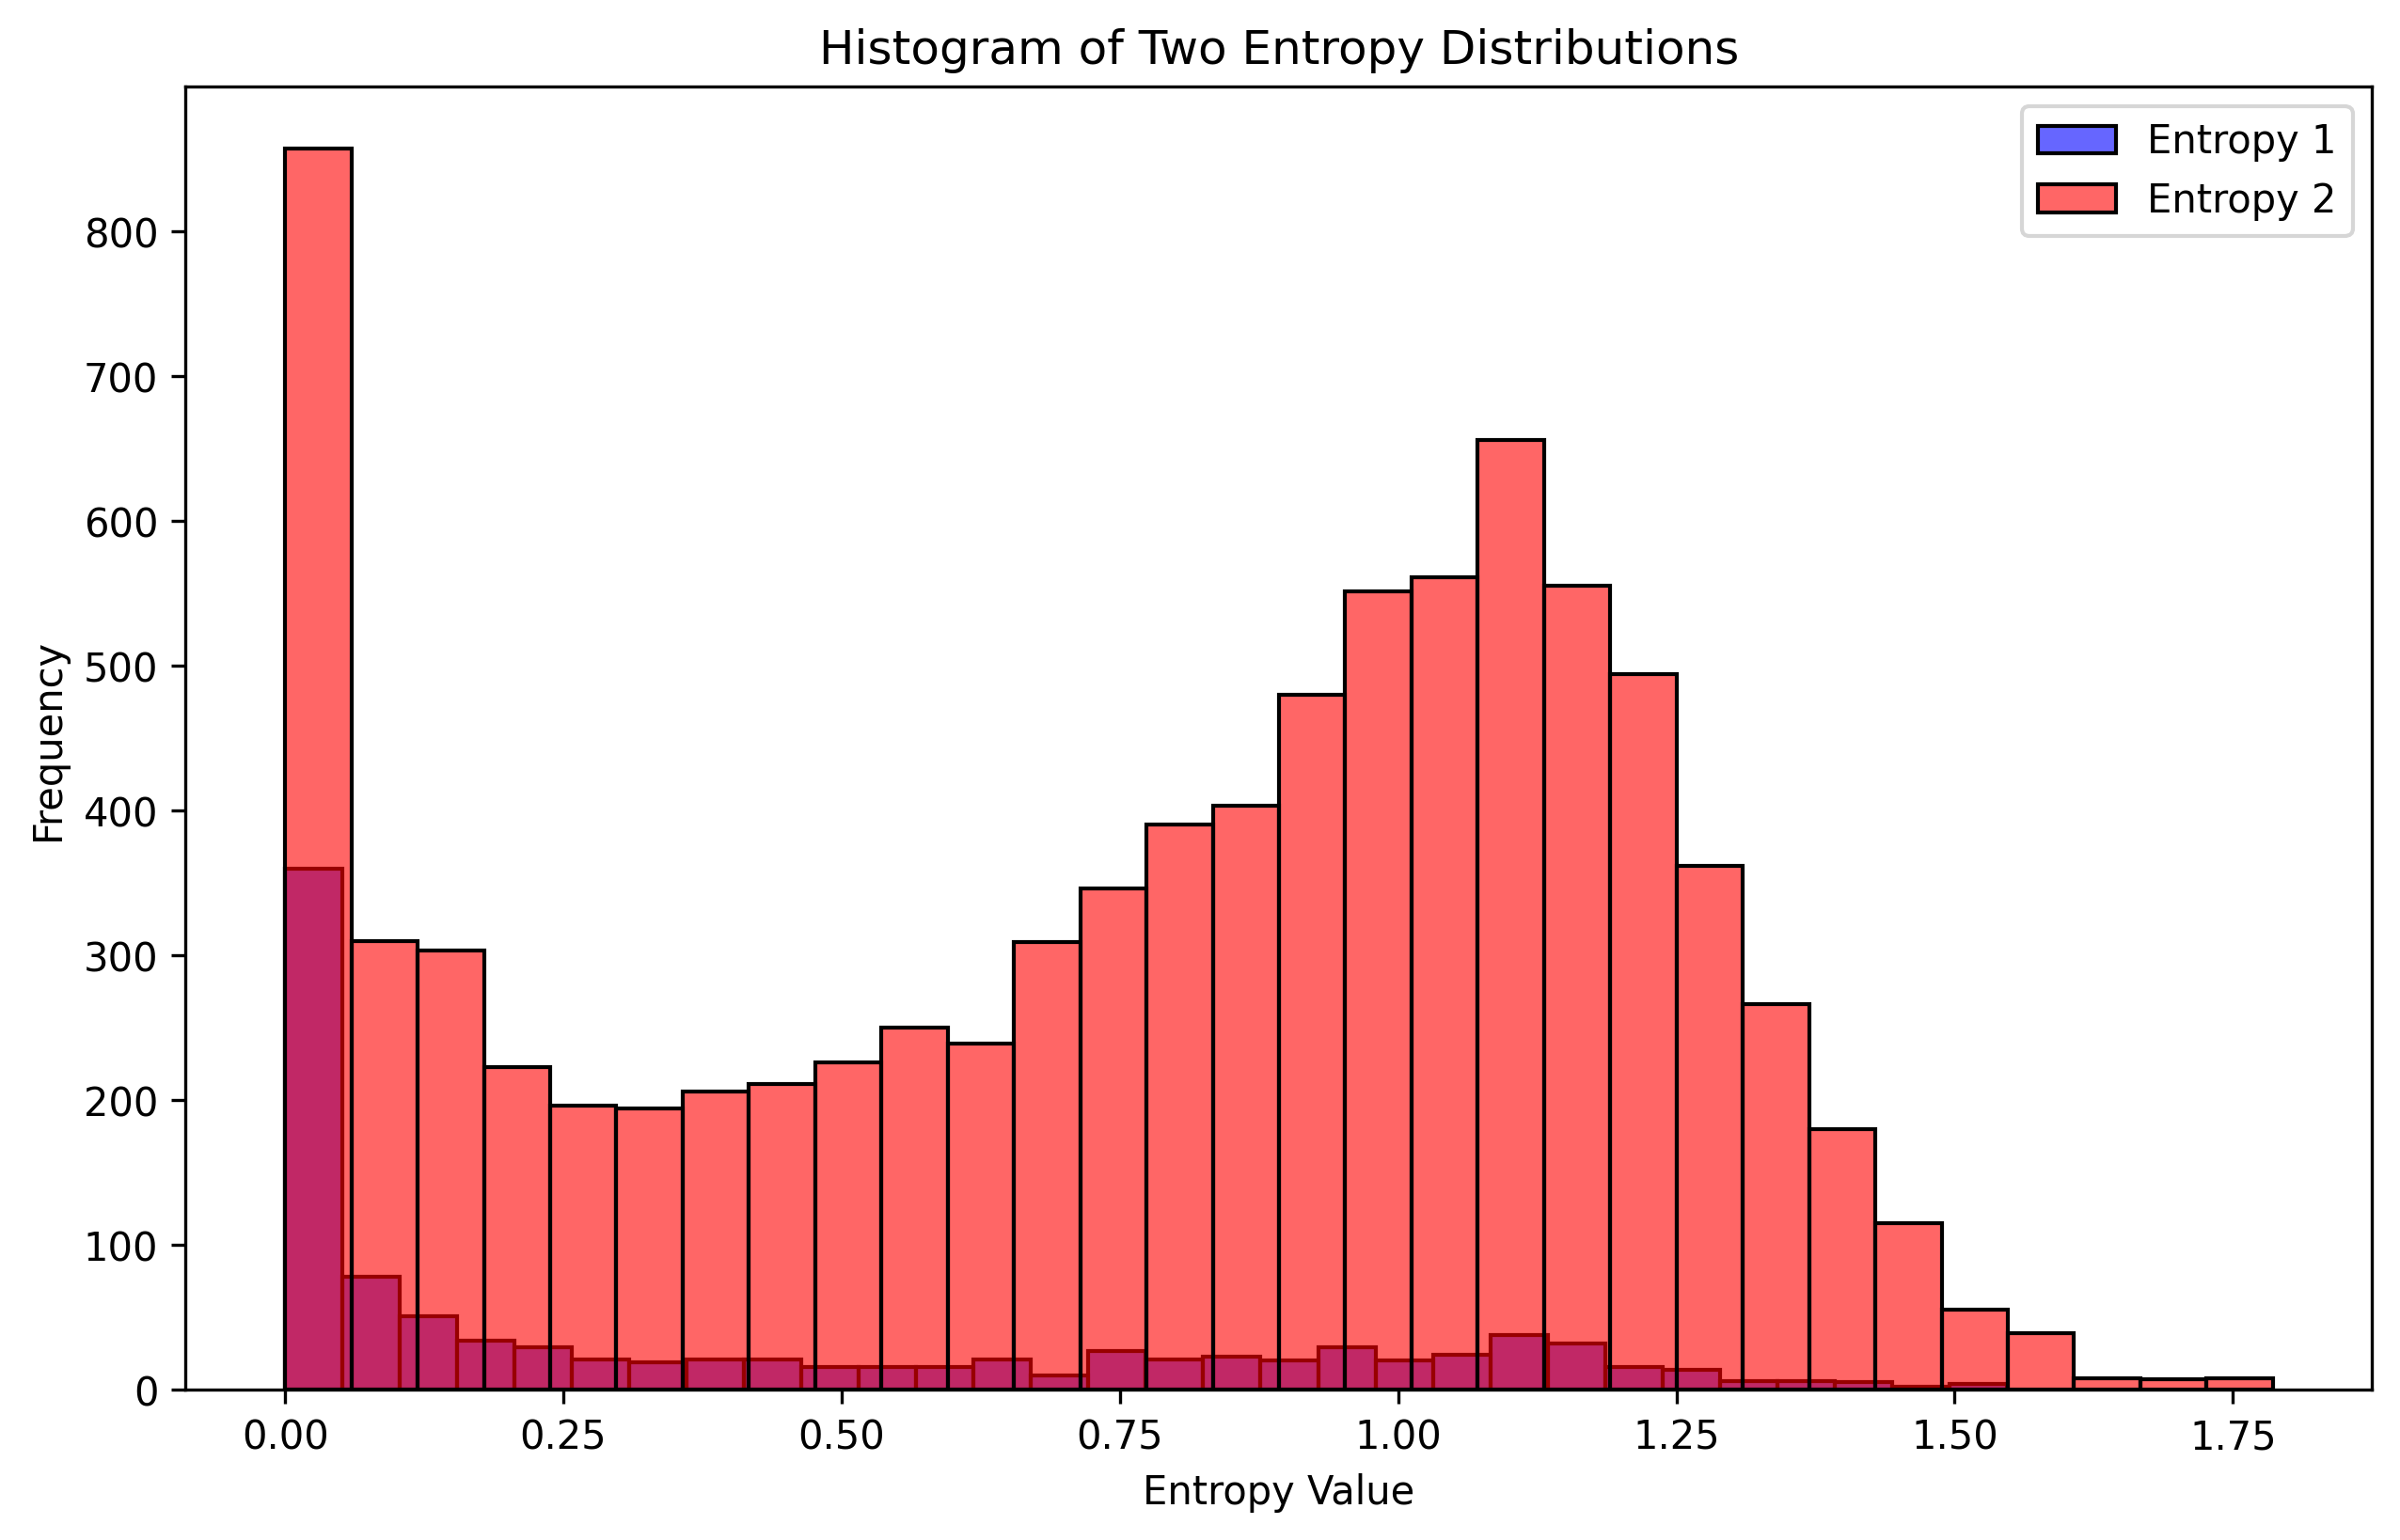 Histogram of Two Entropy Distributions
Entropy 1
Entropy 2
Frequency
800
700
600
500
400
300
200
100
0
0.00 0.25 0.50 0.75 1.00 1.25 1.50 1.75
Entropy Value